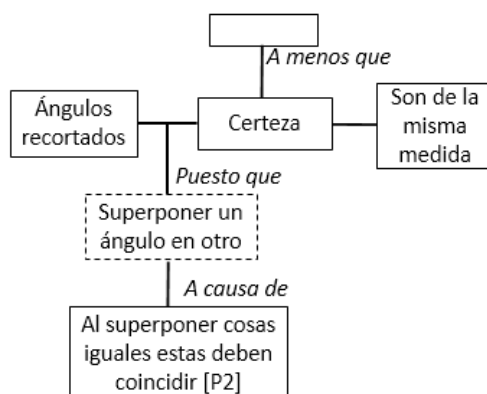 A menos que
Ángulos
recortados
Certeza
Son de la
misma
medida
Puesto que
Superponer un
ángulo en otro
A causa de
Al superponer cosas
iguales estas deben
coincidir [P2]